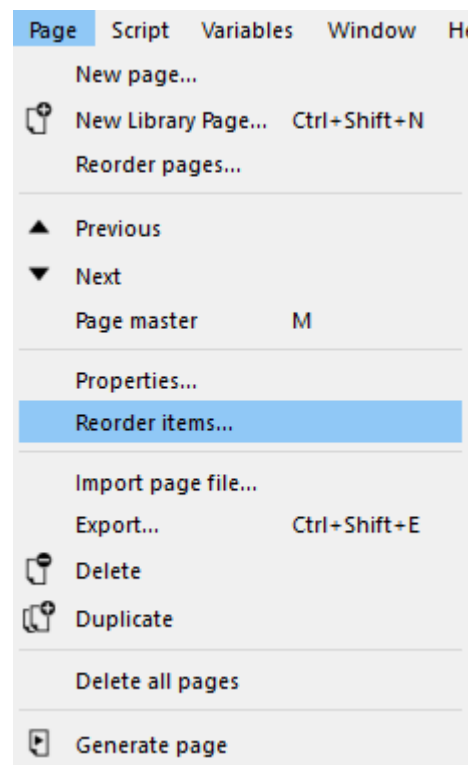 Page Script Variables Window He
New page...
New Library Page... Ctrl+Shift+N
Reorder pages...
Previous
Next
Page master M
Properties...
Reorder items...
Import page file...
Export... Ctrl+Shift+E
Delete
Duplicate
Delete all pages
Generate page